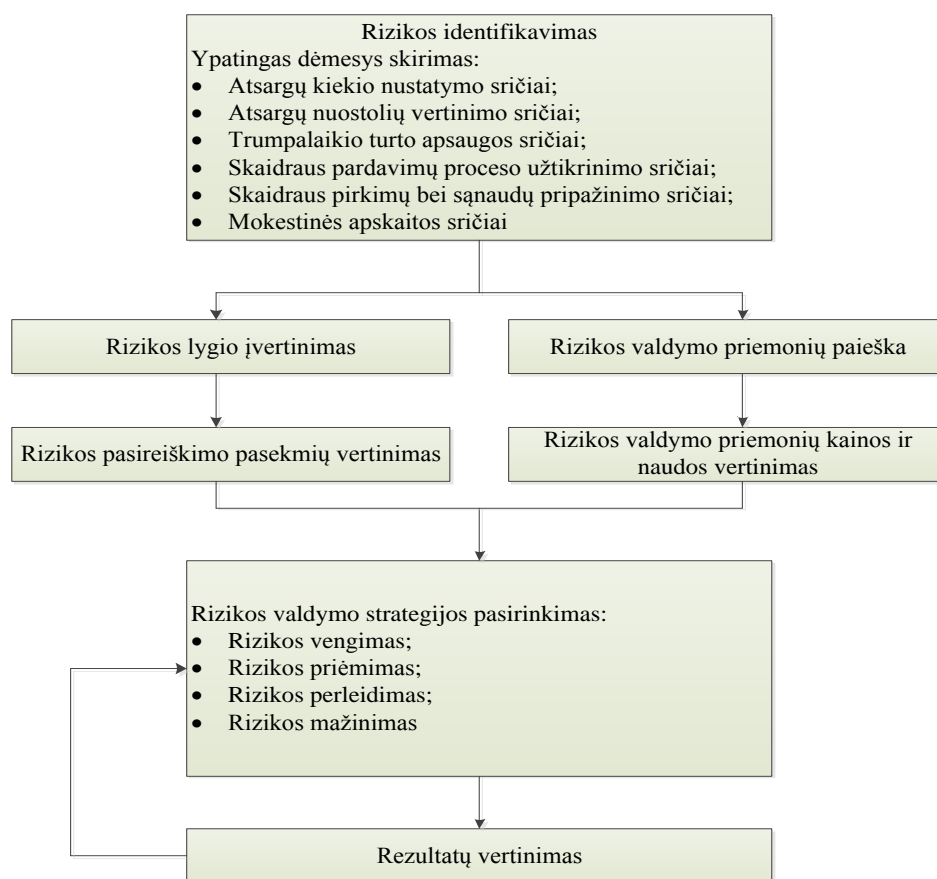 Rizikos identifikavimas
Ypatingas dėmesys skirimas:
• Atsargų kiekio nustatymo sričiai;
• Atsargų nuostolių vertinimo sričiai;
• Trumpalaikio turto apsaugos sričiai;
• Skaidraus pardavimų proceso užtikrinimo sričiai;
• Skaidraus pirkimų bei sąnaudų pripažinimo sričiai;
• Mokestinės apskaitos sričiai
Rizikos lygio įvertinimas
Rizikos valdymo priemonių paieška
Rizikos pasireiškimo pasekmių vertinimas
Rizikos valdymo priemonių kainos ir
naudos vertinimas
Rizikos valdymo strategijos pasirinkimas:
• Rizikos vengimas;
• Rizikos priėmimas;
• Rizikos perleidimas;
• Rizikos mažinimas
Rezultatų vertinimas